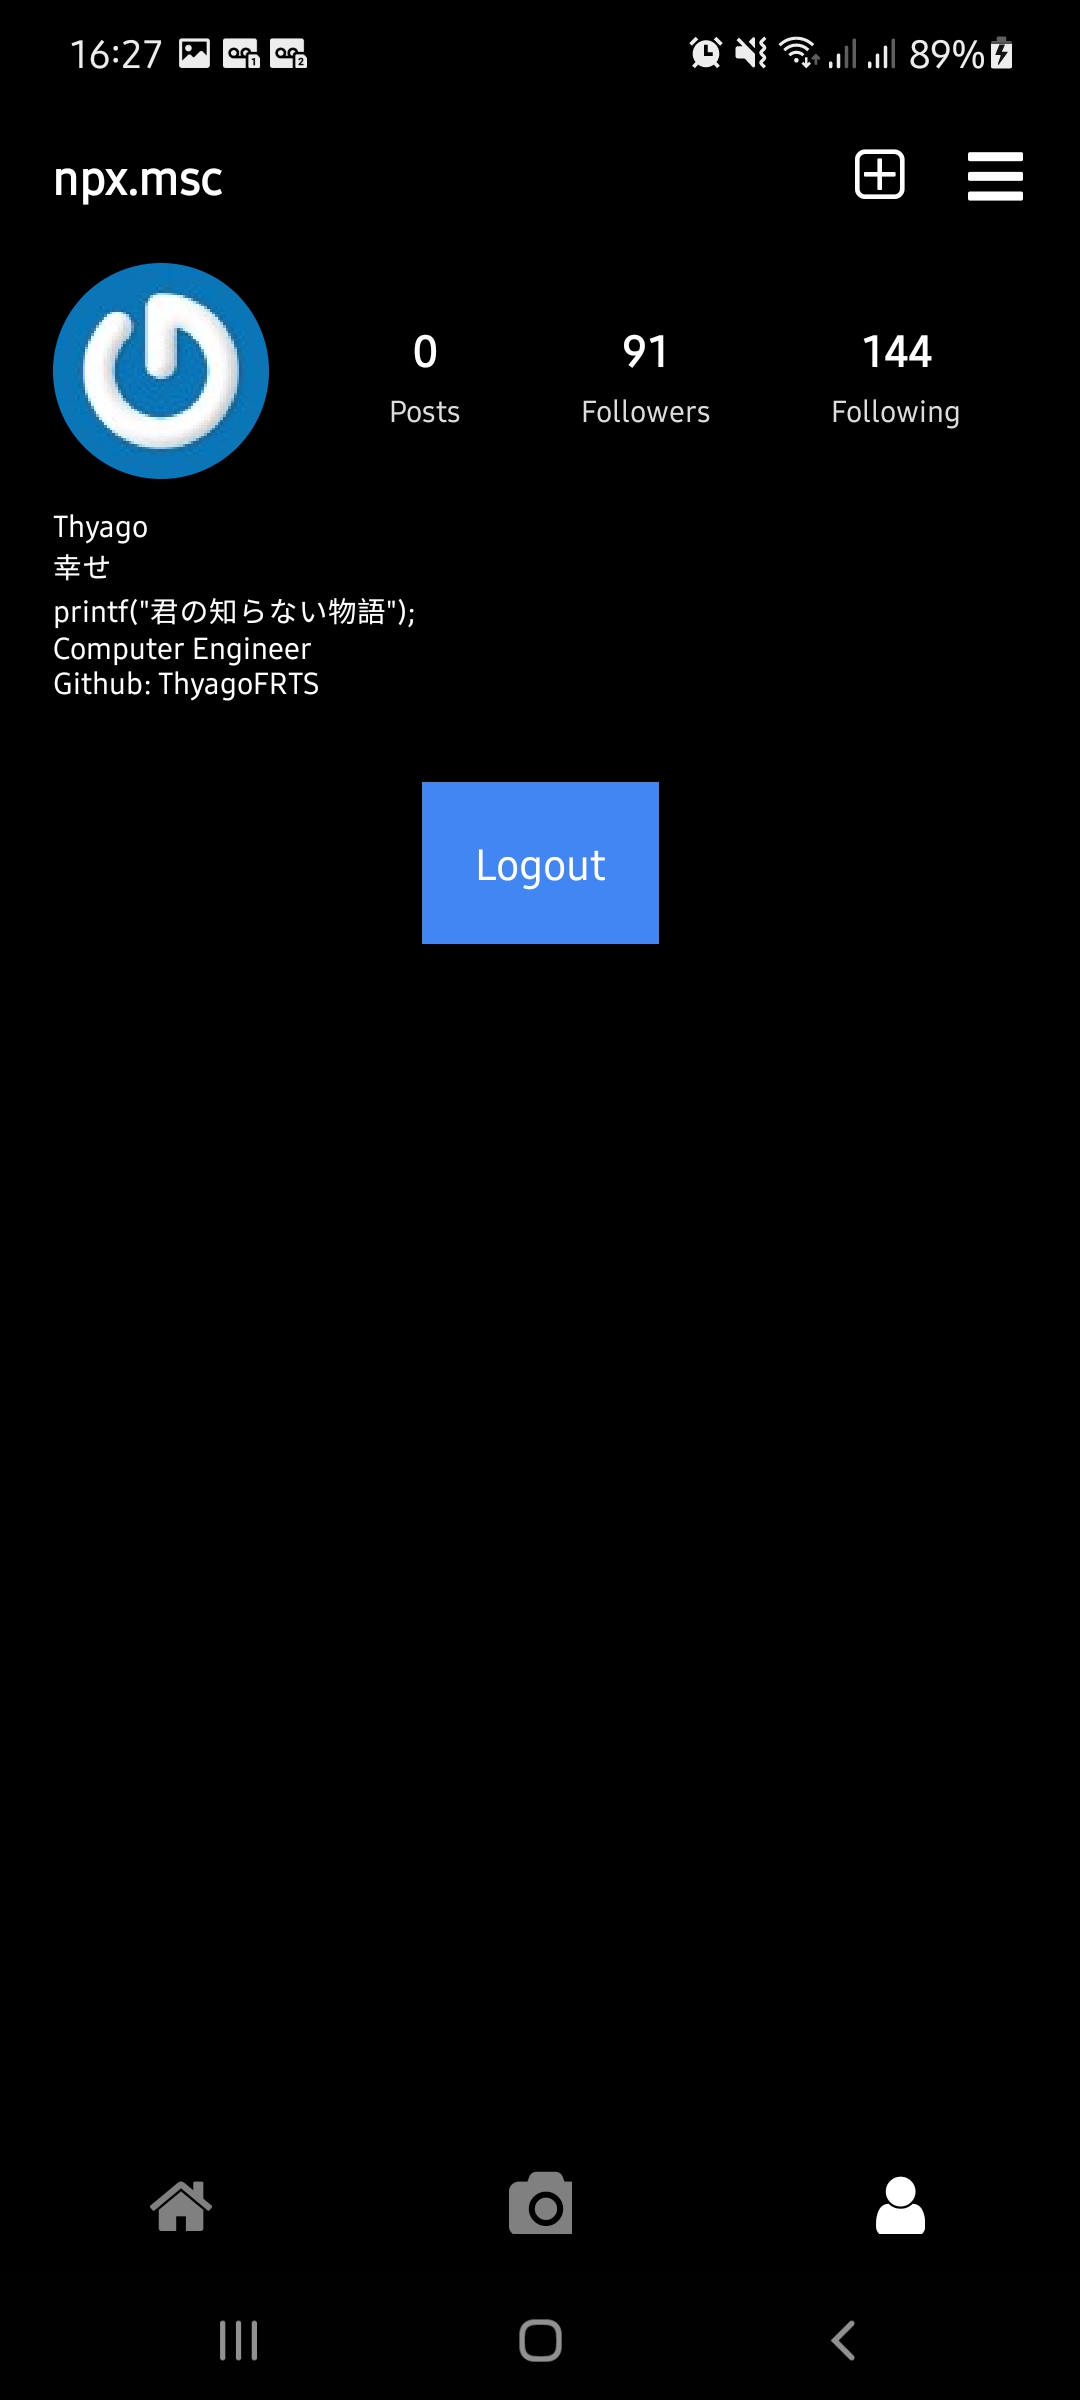 16:27 89%
npx.msc
0 91 144
Posts Followers Following
Thyago
幸せ
printf("君の知らない物語");
Computer Engineer
Github: ThyagoFRTS
Logout